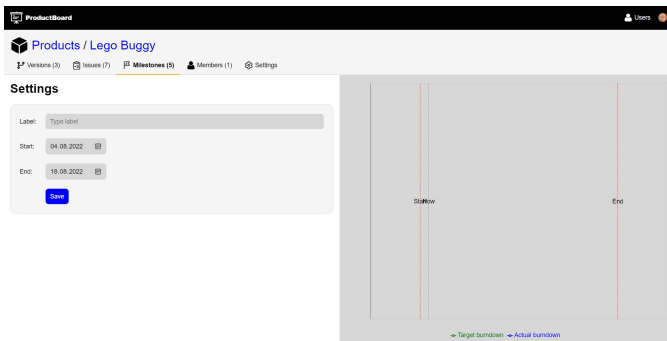 ProductBoard
Users
Products / Lego Buggy
Versions (3) Issues (7) Milestones (5) Members (1) Settings
Settings
Label: Type label
Start: 04.08.2022
End: 18.08.2022
Save
Start Now End
Target burndown Actual burndown